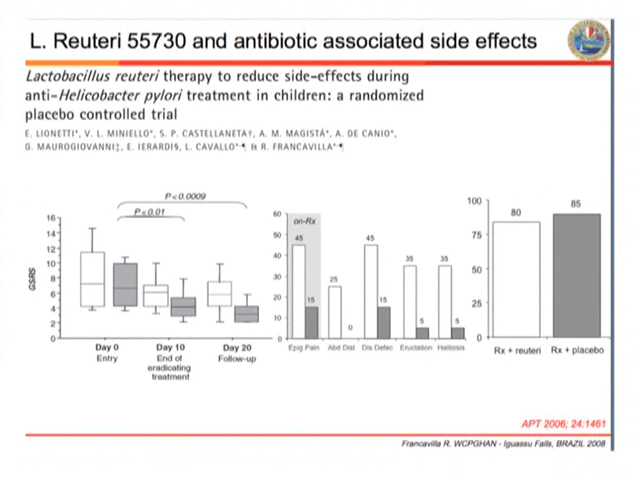 L. Reuteri 55730 and antibiotic associated side effects
Lactobacillus reuteri therapy to reduce side-effects during
anti-Helicobacter pylori treatment in children: a randomized
placebo controlled trial
E. LIONETTI*, V. L. MINIELLO*, S. P. CASTELLANETA†, A. M. MAGISTÁ*, A. DE CANIO*,
G. MAUROGIOVANNI‡, E. IERARDI§, L. CAVALLO*,¶ & R. FRANCAVILLA*,¶
P<0.0009
P<0.01
GSRS
16
14
12
10
8
6
4
2
0
Day 0
Entry
Day 10
End of
eradicating
treatment
Day 20
Follow-up
60
50
40
30
20
10
0
on-Rx
45
15
25
0
45
15
35
5
35
5
Epig Pain
Abd Dist
Dis Defec
Eructation
Halitosis
100
75
50
25
0
80
85
Rx + reuteri
Rx + placebo
APT 2006; 24:1461
Francavilla R. WCPGHAN - Iguassu Falls, BRAZIL 2008